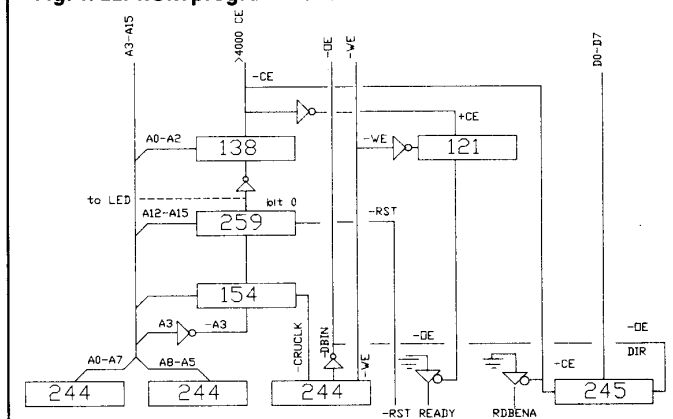 A3-A15
>4000 CE
-OE
-WE
D0-D7
-CE
+CE
A0-A2
138
-WE
121
to LED
bit 0
A12-A15
259
-RST
154
A3
-A3
-CRUCLK
-DBIN
-WE
-OE
-OE
DIR
A0-A7
A8-A5
-CE
244
244
244
245
-RST READY
RDBENA